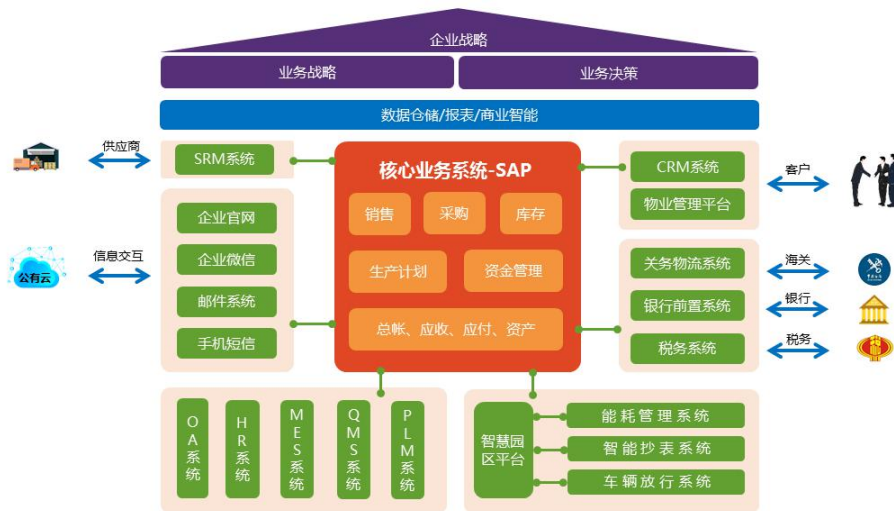 企业战略
业务战略
业务决策
数据仓储/报表/商业智能
供应商
SRM系统
核心业务系统-SAP
CRM系统
客户
销售
采购
库存
物业管理平台
企业官网
信息交互
公有云
企业微信
生产计划
资金管理
关务物流系统
海关
邮件系统
银行前置系统
银行
手机短信
总帐、应收、应付、资产
税务系统
税务
OA系统
HR系统
MES系统
QMS系统
PLM系统
智慧园
区平台
能耗管理系统
智能抄表系统
车辆放行系统